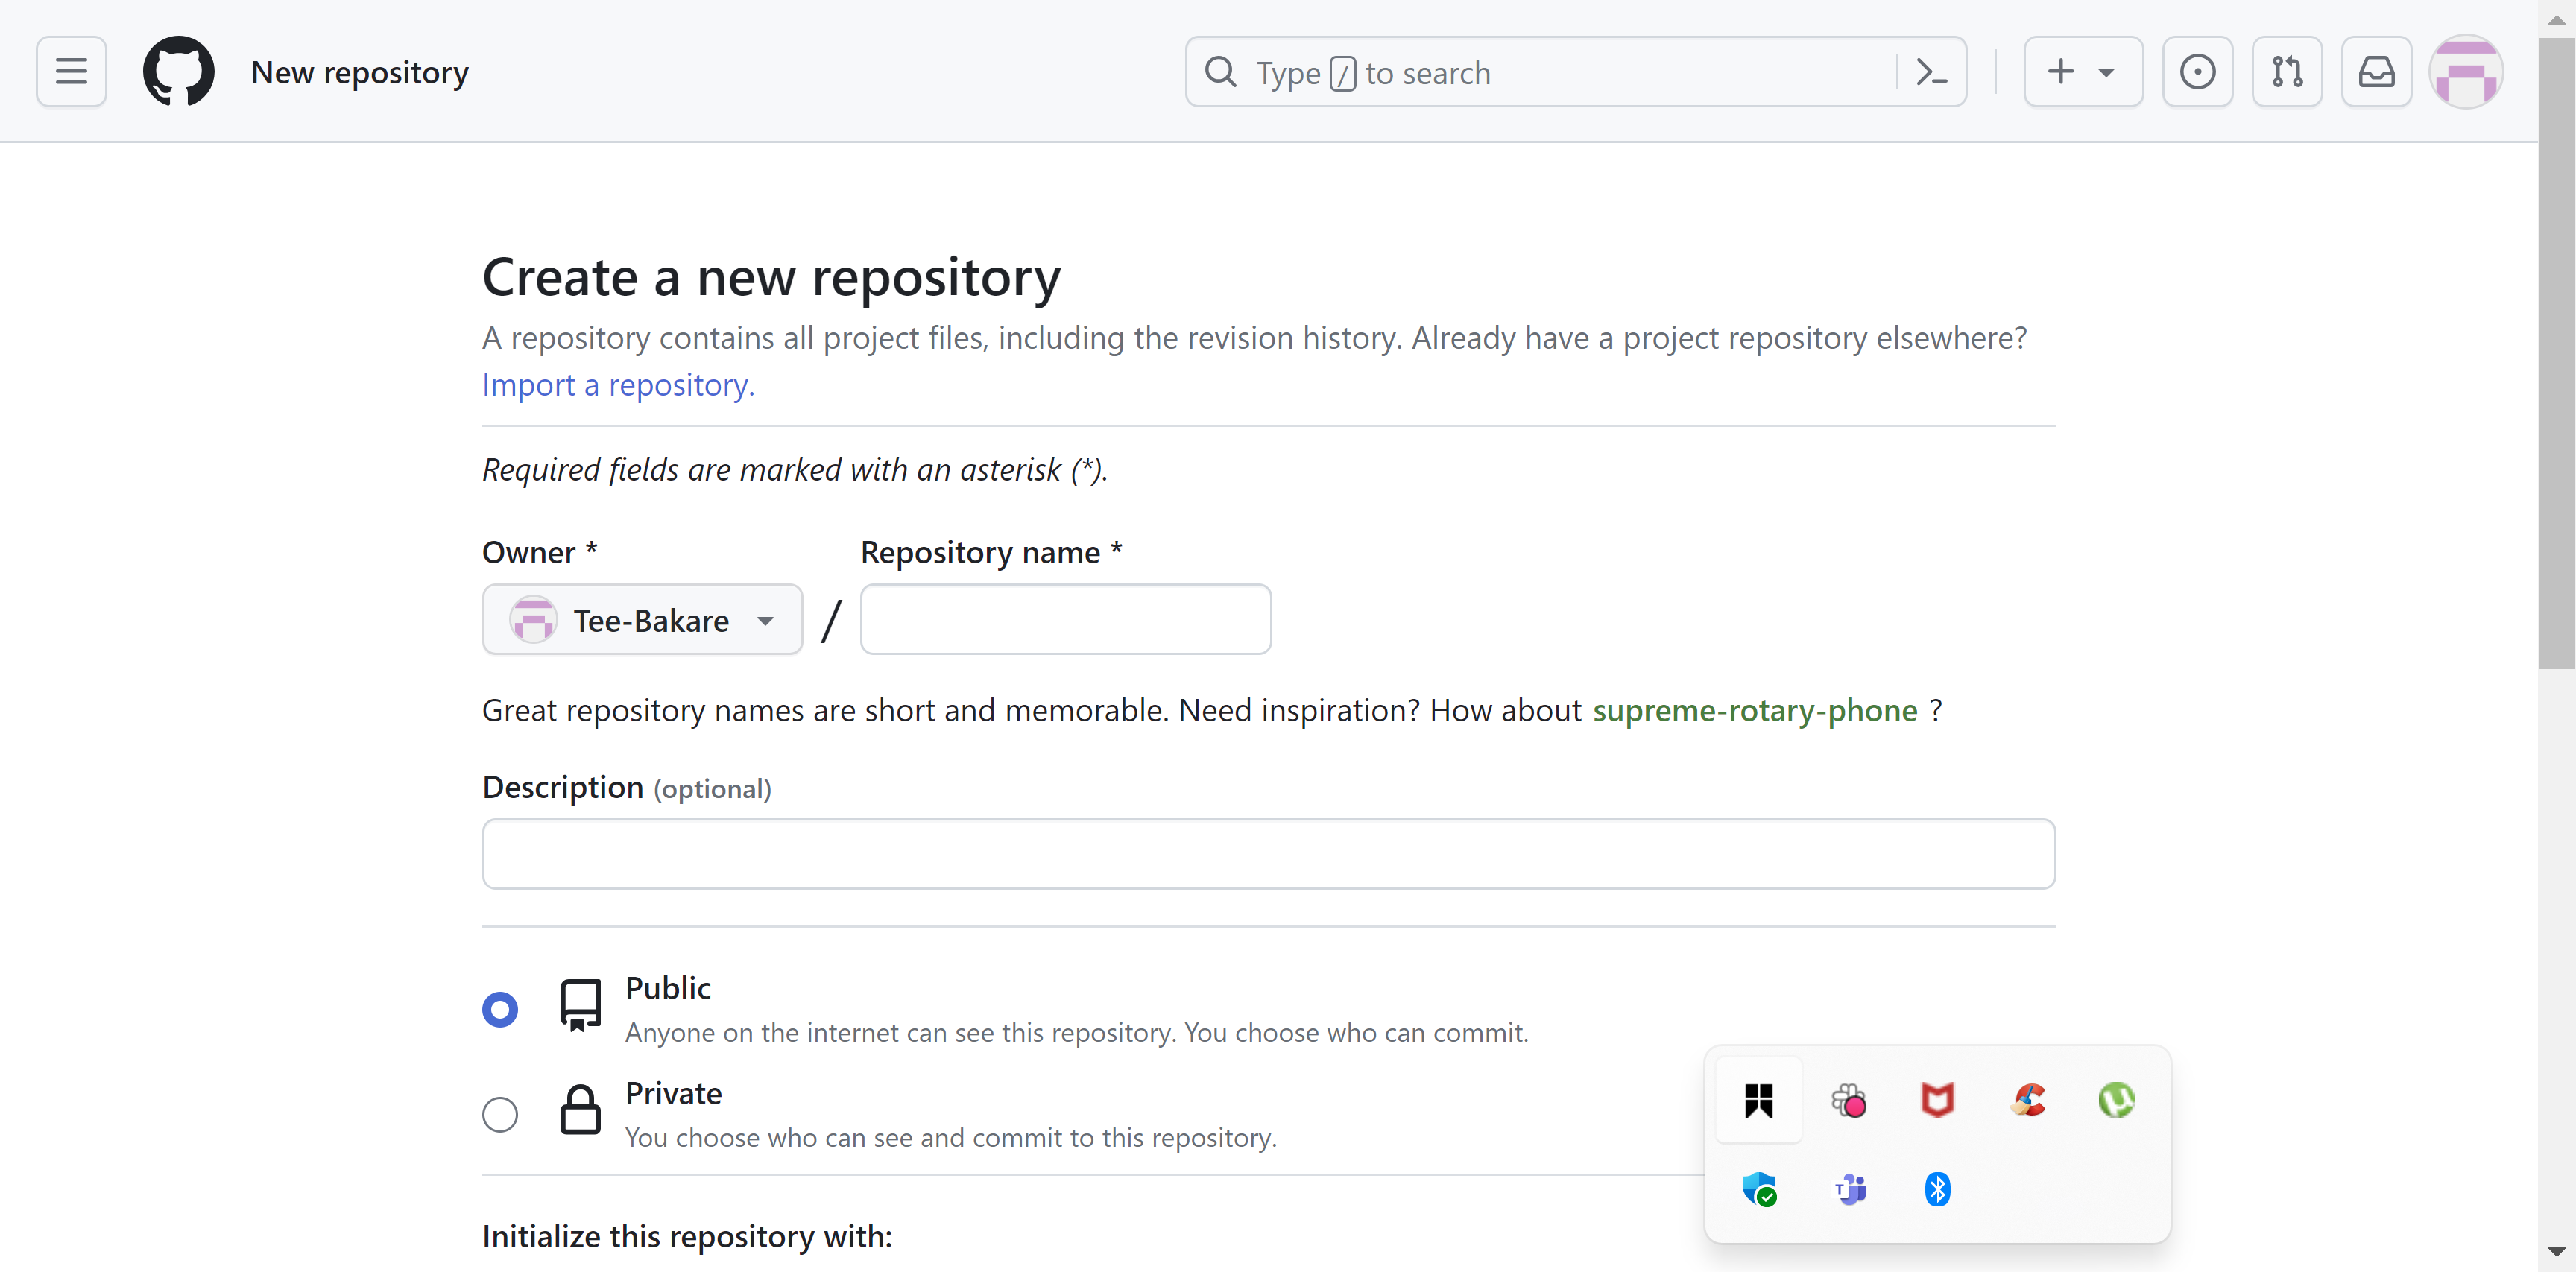 New repository
Type / to search
Create a new repository
A repository contains all project files, including the revision history. Already have a project repository elsewhere?
Import a repository.
Required fields are marked with an asterisk (*).
Owner *
Repository name *
Tee-Bakare
/
Great repository names are short and memorable. Need inspiration? How about supreme-rotary-phone ?
Description (optional)
Public
Anyone on the internet can see this repository. You choose who can commit.
Private
You choose who can see and commit to this repository.
Initialize this repository with: